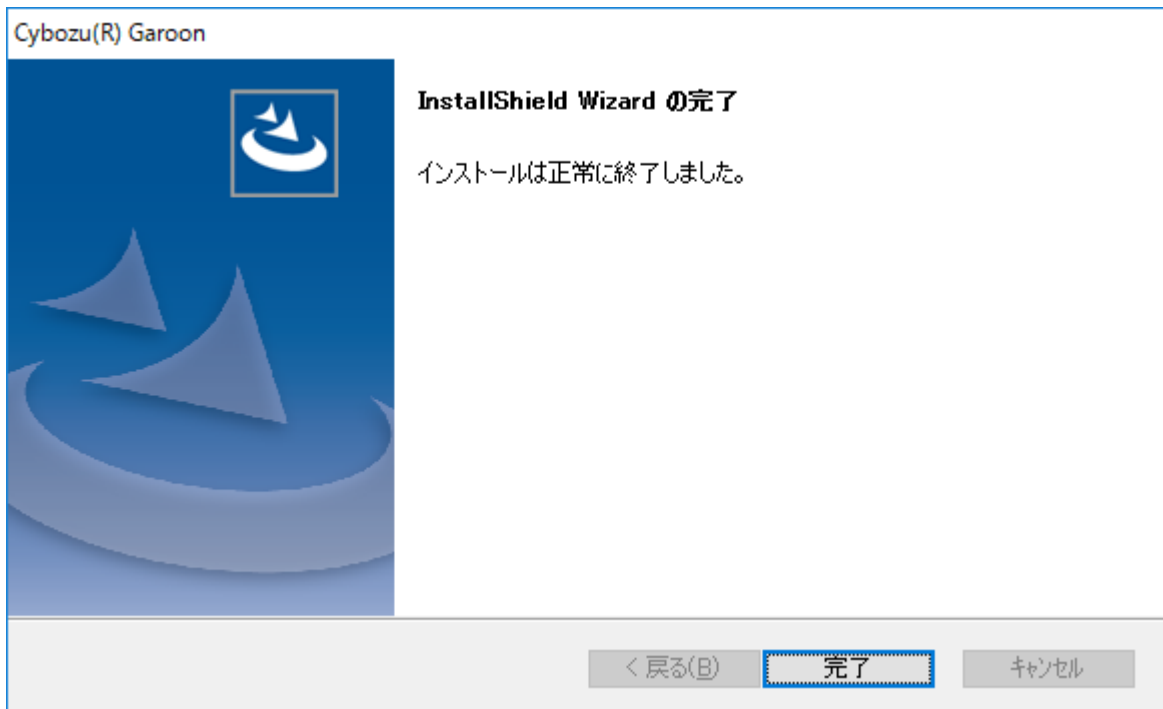 Cybozu(R) Garoon
InstallShield Wizard の完了
インストールは正常に終了しました。
< 戻る(B)
完了
キャンセル